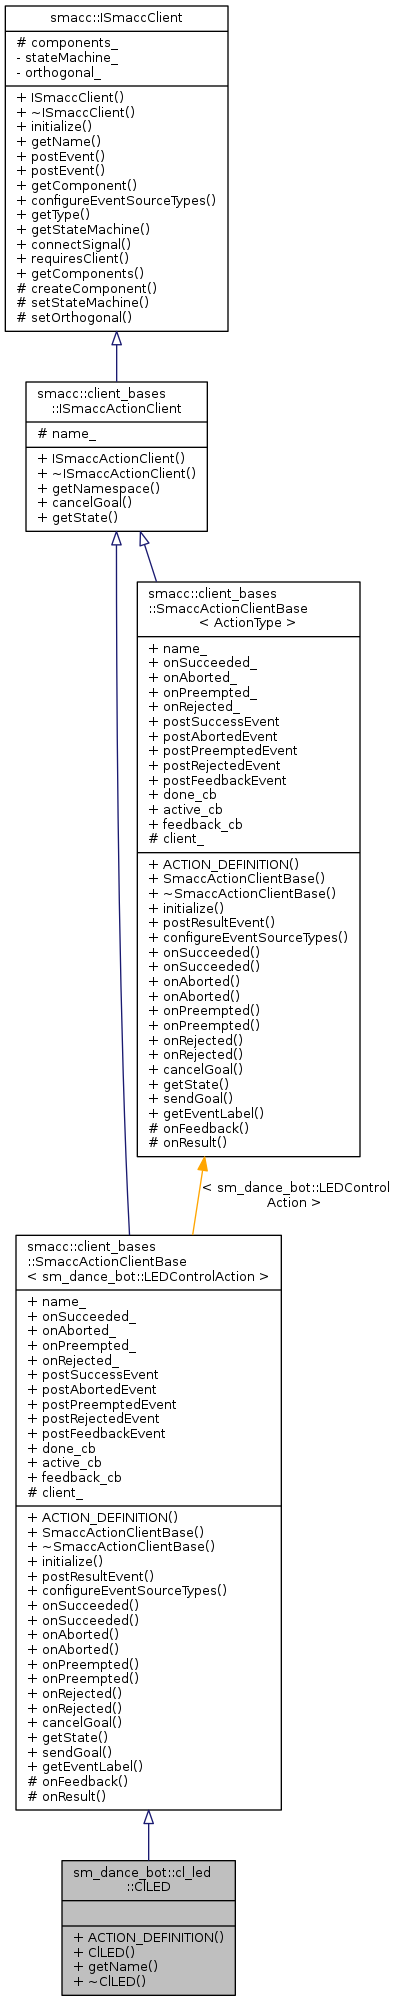 smacc::ISmaccClient
# components_
- stateMachine_
- orthogonal_
+ ISmaccClient()
+ ~ISmaccClient()
+ initialize()
+ getName()
+ postEvent()
+ postEvent()
+ getComponent()
+ configureEventSourceTypes()
+ getType()
+ getStateMachine()
+ connectSignal()
+ requiresClient()
+ getComponents()
# createComponent()
# setStateMachine()
# setOrthogonal()
smacc::client_bases
::ISmaccActionClient
# name_
+ ISmaccActionClient()
+ ~ISmaccActionClient()
+ getNamespace()
+ cancelGoal()
+ getState()
smacc::client_bases
::SmaccActionClientBase
< ActionType >
+ name_
+ onSucceeded_
+ onAborted_
+ onPreempted_
+ onRejected_
+ postSuccessEvent
+ postAbortedEvent
+ postPreemptedEvent
+ postRejectedEvent
+ postFeedbackEvent
+ done_cb
+ active_cb
+ feedback_cb
# client_
+ ACTION_DEFINITION()
+ SmaccActionClientBase()
+ ~SmaccActionClientBase()
+ initialize()
+ postResultEvent()
+ configureEventSourceTypes()
+ onSucceeded()
+ onSucceeded()
+ onAborted()
+ onAborted()
+ onPreempted()
+ onPreempted()
+ onRejected()
+ onRejected()
+ cancelGoal()
+ getState()
+ sendGoal()
+ getEventLabel()
# onFeedback()
# onResult()
< sm_dance_bot::LEDControl
Action >
smacc::client_bases
::SmaccActionClientBase
< sm_dance_bot::LEDControlAction >
+ name_
+ onSucceeded_
+ onAborted_
+ onPreempted_
+ onRejected_
+ postSuccessEvent
+ postAbortedEvent
+ postPreemptedEvent
+ postRejectedEvent
+ postFeedbackEvent
+ done_cb
+ active_cb
+ feedback_cb
# client_
+ ACTION_DEFINITION()
+ SmaccActionClientBase()
+ ~SmaccActionClientBase()
+ initialize()
+ postResultEvent()
+ configureEventSourceTypes()
+ onSucceeded()
+ onSucceeded()
+ onAborted()
+ onAborted()
+ onPreempted()
+ onPreempted()
+ onRejected()
+ onRejected()
+ cancelGoal()
+ getState()
+ sendGoal()
+ getEventLabel()
# onFeedback()
# onResult()
sm_dance_bot::cl_led
::ClLED
+ ACTION_DEFINITION()
+ ClLED()
+ getName()
+ ~ClLED()